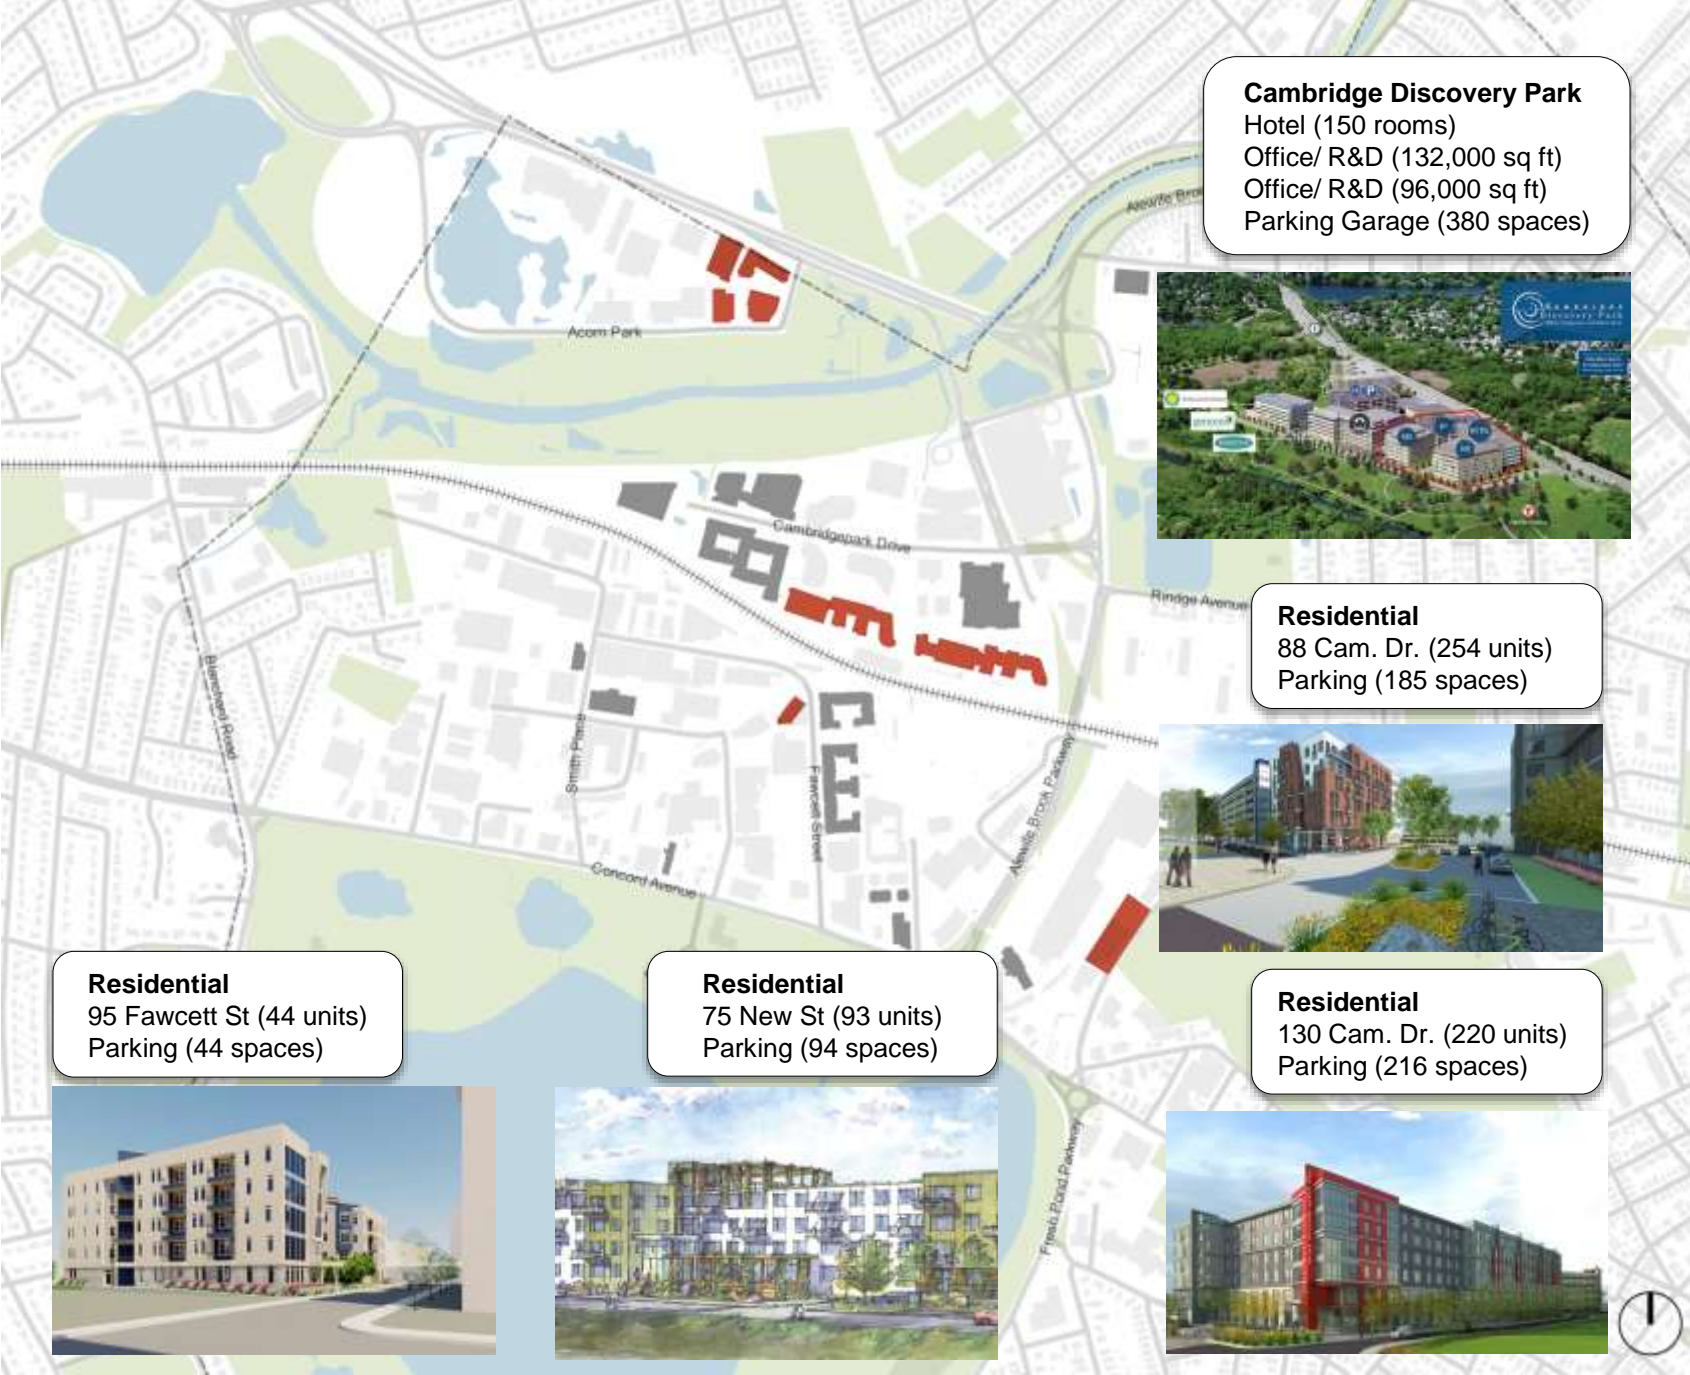 Cambridge Discovery Park
Hotel (150 rooms)
Office/ R&D (132,000 sq ft)
Office/ R&D (96,000 sq ft)
Parking Garage (380 spaces)
Alewife
Acorn Park
Cambridge
Discovery Park
Cambridgepark Drive
Rindge Avenue
Residential
88 Cam. Dr. (254 units)
Parking (185 spaces)
Blanchard Road
Smith Place
Fawcett Street
Alewife Brook Parkway
Concord Avenue
Residential
95 Fawcett St (44 units)
Parking (44 spaces)
Residential
75 New St (93 units)
Parking (94 spaces)
Residential
130 Cam. Dr. (220 units)
Parking (216 spaces)
Fresh Pond Parkway